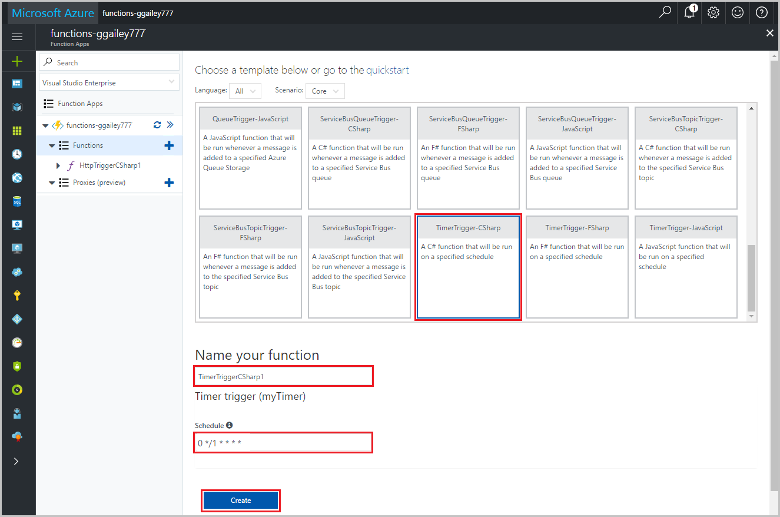 Microsoft Azure functions-ggailey777
1
functions-ggailey777
Function Apps
Search
Visual Studio Enterprise
Function Apps
functions-ggailey777
Functions
HttpTriggerCSharp1
Proxies (preview)
Choose a template below or go to the quickstart
Language: All Scenario: Core
QueueTrigger-JavaScript
A JavaScript function that will
be run whenever a message is
added to a specified Azure
Queue Storage
ServiceBusQueueTrigger-
CSharp
A C# function that will be run
whenever a message is added
to a specified Service Bus
queue
ServiceBusQueueTrigger-
FSharp
An F# function that will be run
whenever a message is added
to a specified Service Bus
queue
ServiceBusQueueTrigger-
JavaScript
A JavaScript function that will
be run whenever a message is
added to a specified Service
Bus queue
ServiceBusTopicTrigger-
CSharp
A C# function that will be run
whenever a message is added
to the specified Service Bus
topic
ServiceBusTopicTrigger-
FSharp
An F# function that will be run
whenever a message is added
to the specified Service Bus
topic
ServiceBusTopicTrigger-
JavaScript
A JavaScript function that will
be run whenever a message is
added to the specified Service
Bus topic
TimerTrigger-CSharp
A C# function that will be run
on a specified schedule
TimerTrigger-FSharp
An F# function that will be run
on a specified schedule
TimerTrigger-JavaScript
A JavaScript function that will
be run on a specified
schedule
Name your function
TimerTriggerCSharp1
Timer trigger (myTimer)
Schedule
0 */1 * * * *
Create